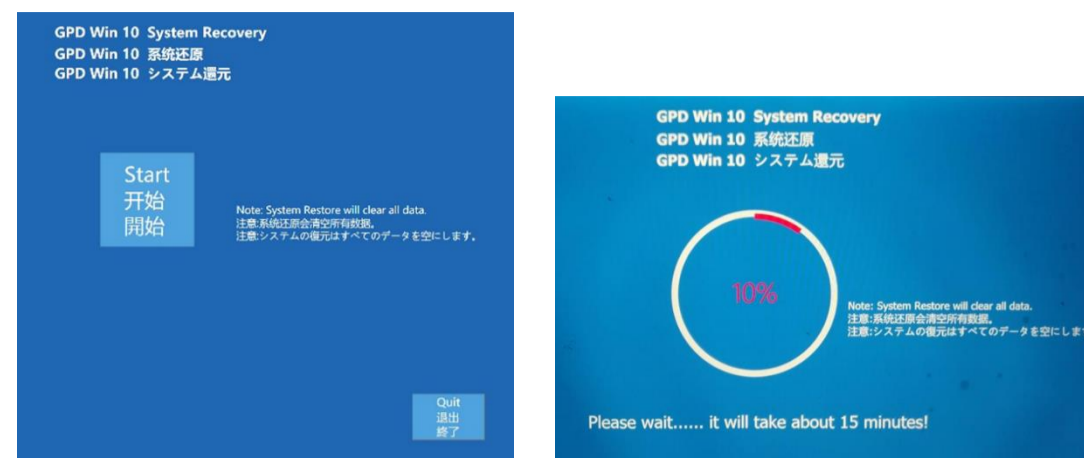 GPD Win 10 System Recovery
GPD Win 10 系统还原
GPD Win 10 システム還元
Start
开始
開始
Note: System Restore will clear all data.
注意:系统还原会清空所有数据。
注意:システムの復元はすべてのデータを空にします。
Quit
退出
終了
GPD Win 10 System Recovery
GPD Win 10 系统还原
GPD Win 10 システム還元
10%
Note: System Restore will clear all data.
注意:系统还原会清空所有数据。
注意:システムの復元はすべてのデータを空にします
Please wait...... it will take about 15 minutes!